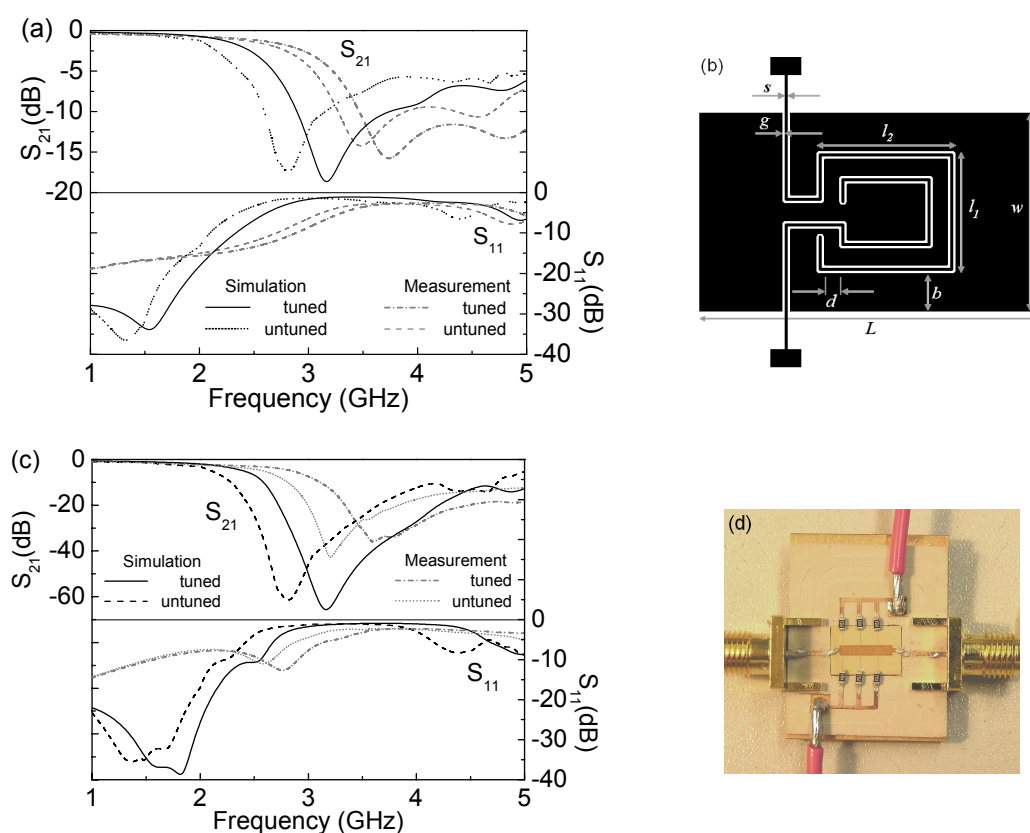 (a)
0
-5
-10
-15
-20
S21(dB)
S21
0
-10
-20
-30
-40
S11(dB)
S11
Simulation Measurement
tuned tuned
untuned untuned
1 2 3 4 5
Frequency (GHz)
(b)
s
g
l2
l1
w
d
b
L
(c)
0
-20
-40
-60
S21(dB)
S21
Simulation Measurement
tuned tuned
untuned untuned
0
-10
-20
-30
-40
S11(dB)
S11
1 2 3 4 5
Frequency (GHz)
(d)